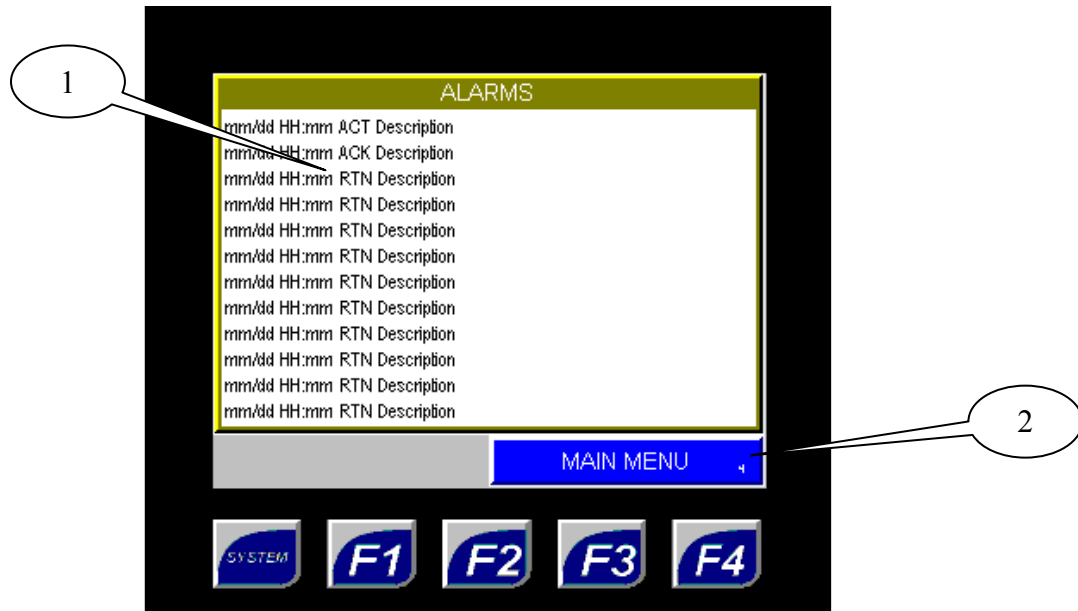 1
ALARMS
mm/dd HH:mm ACT Description
mm/dd HH:mm ACK Description
mm/dd HH:mm RTN Description
mm/dd HH:mm RTN Description
mm/dd HH:mm RTN Description
mm/dd HH:mm RTN Description
mm/dd HH:mm RTN Description
mm/dd HH:mm RTN Description
mm/dd HH:mm RTN Description
mm/dd HH:mm RTN Description
mm/dd HH:mm RTN Description
mm/dd HH:mm RTN Description
2
MAIN MENU 4
SYSTEM F1 F2 F3 F4